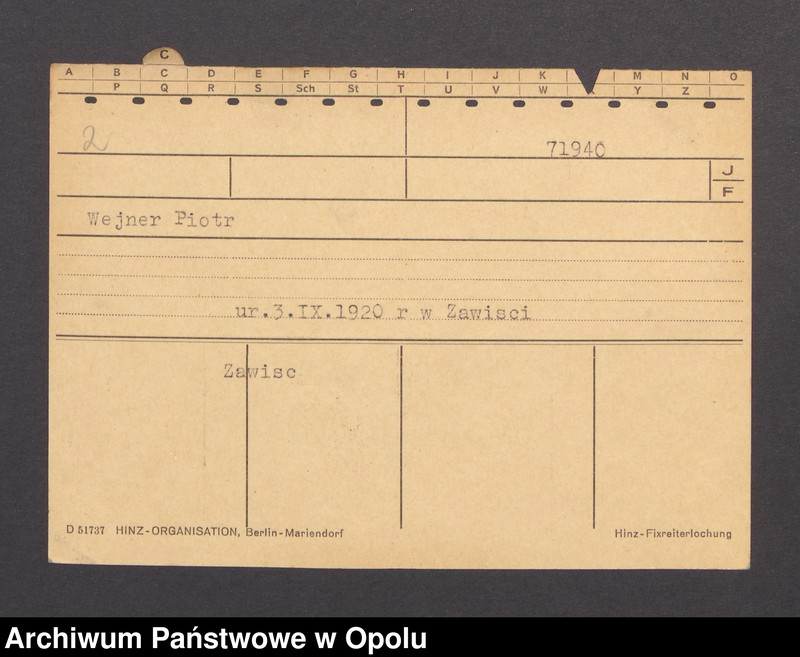 C
A B C D E F G H I J K M N O
P Q R S Sch St T U V W Y Z
2
71940
J
F
Wejner Piotr
ur.3.IX.1920 r w Zawisci
Zawisc
D 51737 HINZ-ORGANISATION, Berlin-Mariendorf Hinz-Fixreiterlochung
Archiwum Państwowe w Opolu